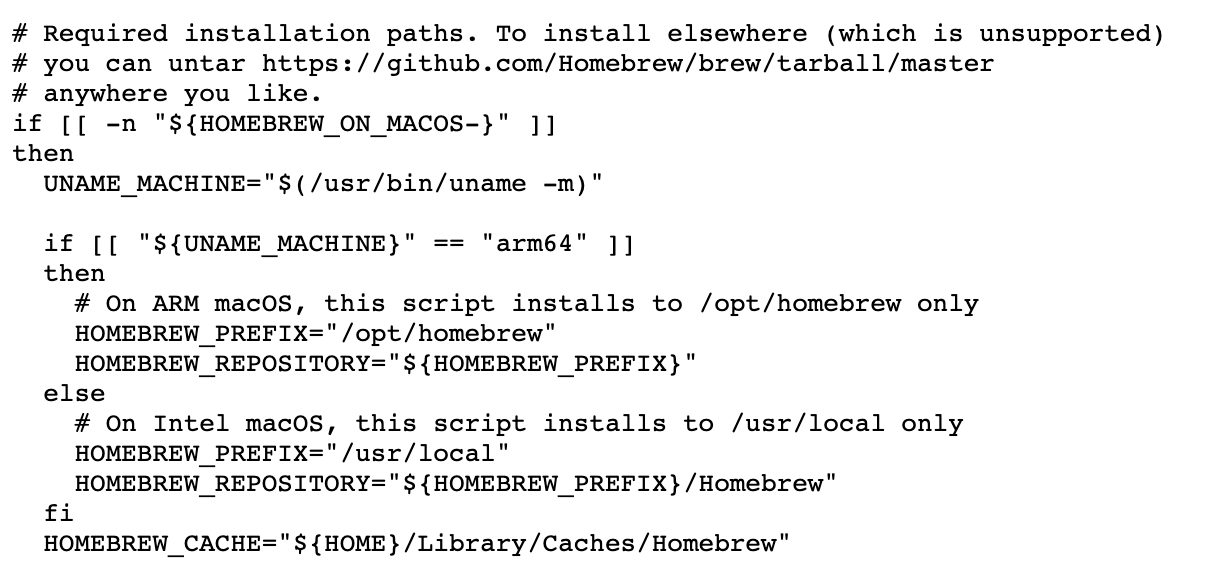 # Required installation paths. To install elsewhere (which is unsupported)
# you can untar https://github.com/Homebrew/brew/tarball/master
# anywhere you like.
if [[ -n "${HOMEBREW_ON_MACOS-}" ]]
then
  UNAME_MACHINE="$(/usr/bin/uname -m)"

  if [[ "${UNAME_MACHINE}" == "arm64" ]]
  then
    # On ARM macOS, this script installs to /opt/homebrew only
    HOMEBREW_PREFIX="/opt/homebrew"
    HOMEBREW_REPOSITORY="${HOMEBREW_PREFIX}"
  else
    # On Intel macOS, this script installs to /usr/local only
    HOMEBREW_PREFIX="/usr/local"
    HOMEBREW_REPOSITORY="${HOMEBREW_PREFIX}/Homebrew"
  fi
  HOMEBREW_CACHE="${HOME}/Library/Caches/Homebrew"